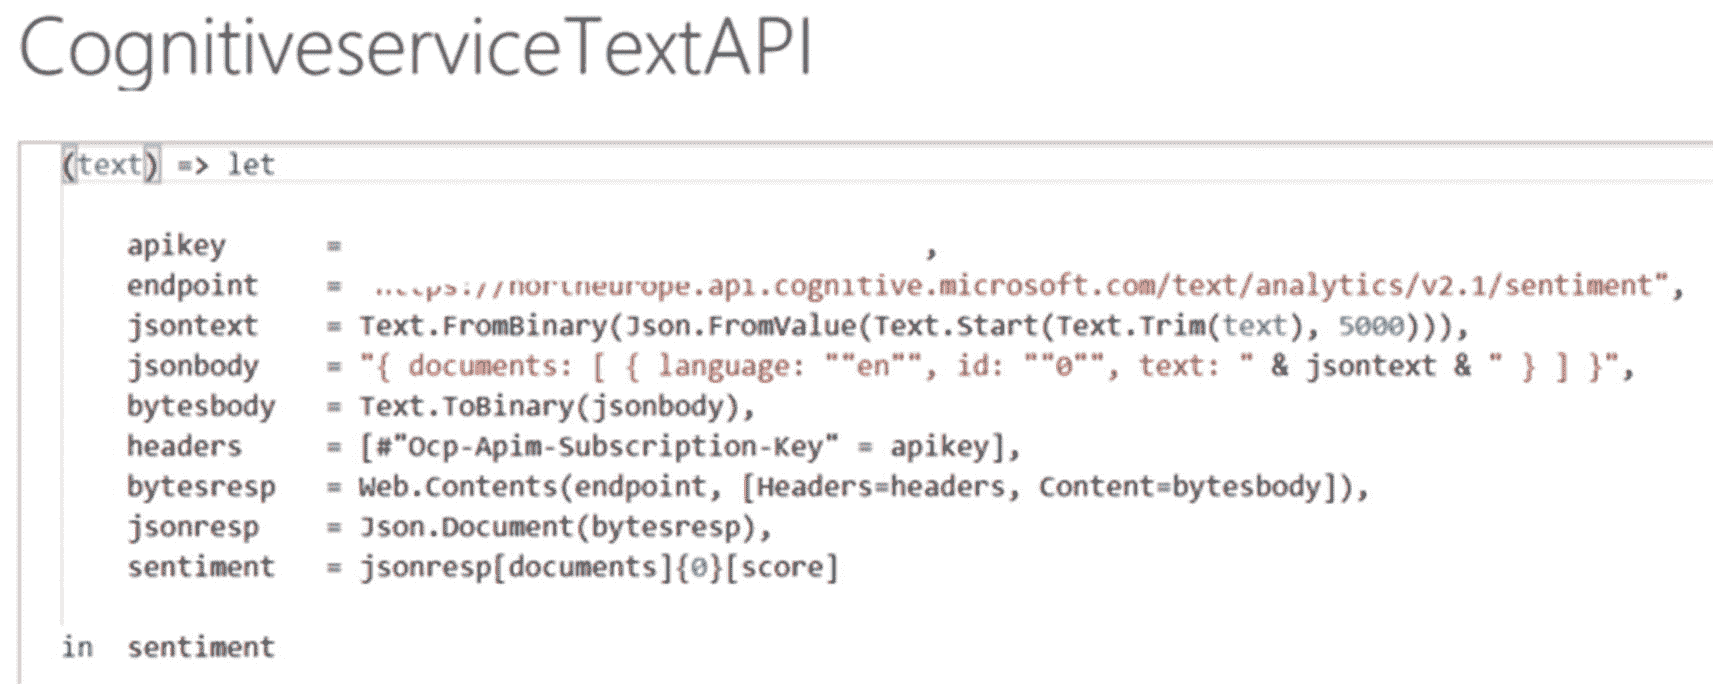 CognitiveserviceTextAPI
(text) => let
apikey = ,
endpoint = https://northeurope.api.cognitive.microsoft.com/text/analytics/v2.1/sentiment",
jsontext = Text.FromBinary(Json.FromValue(Text.Start(Text.Trim(text), 5000))),
jsonbody = "{ documents: [ { language: ""en"", id: ""0"", text: " & jsontext & " } ] }",
bytesbody = Text.ToBinary(jsonbody),
headers = [#"Ocp-Apim-Subscription-Key" = apikey],
bytesresp = Web.Contents(endpoint, [Headers=headers, Content=bytesbody]),
jsonresp = Json.Document(bytesresp),
sentiment = jsonresp[documents]{0}[score]
in sentiment